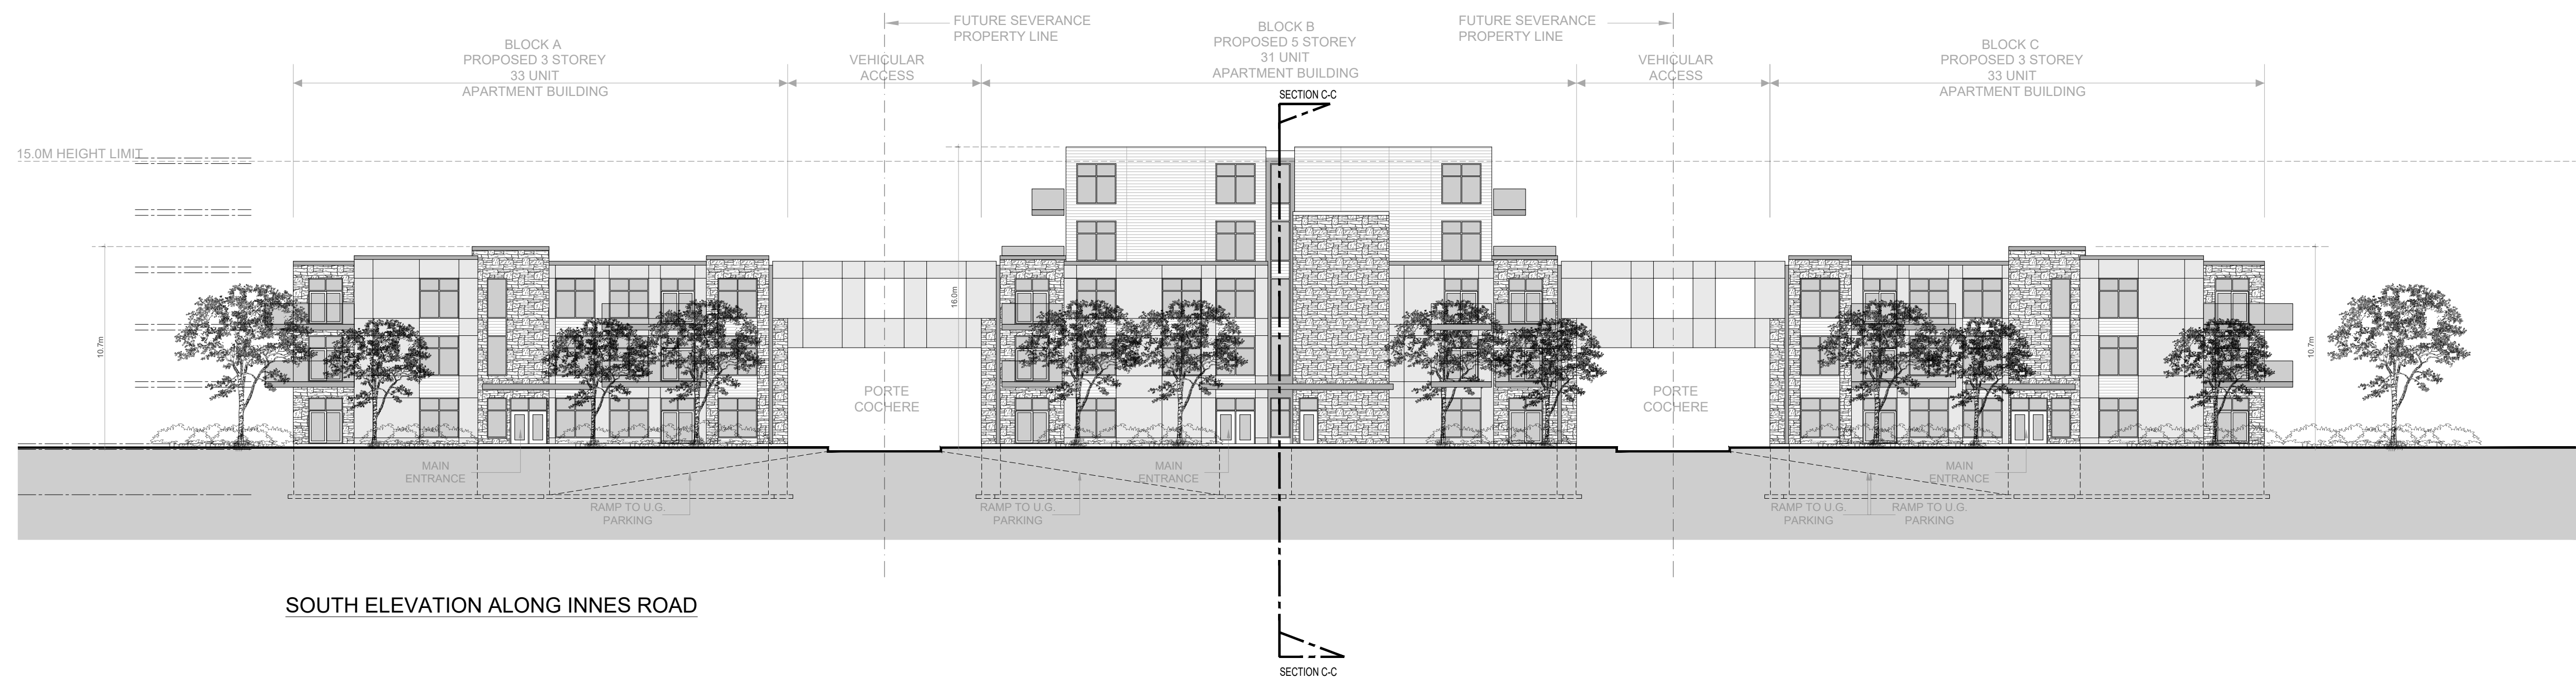 FUTURE SEVERANCE
PROPERTY LINE
BLOCK B
PROPOSED 5 STOREY
31 UNIT
APARTMENT BUILDING
FUTURE SEVERANCE
PROPERTY LINE
BLOCK A
PROPOSED 3 STOREY
33 UNIT
APARTMENT BUILDING
VEHICULAR
ACCESS
VEHICULAR
ACCESS
BLOCK C
PROPOSED 3 STOREY
33 UNIT
APARTMENT BUILDING
SECTION C-C
15.0M HEIGHT LIMIT
10.7m
16.0m
10.7m
PORTE
COCHERE
PORTE
COCHERE
MAIN
ENTRANCE
MAIN
ENTRANCE
MAIN
ENTRANCE
RAMP TO U.G.
PARKING
RAMP TO U.G.
PARKING
RAMP TO U.G.
PARKING
RAMP TO U.G.
PARKING
SOUTH ELEVATION ALONG INNES ROAD
SECTION C-C